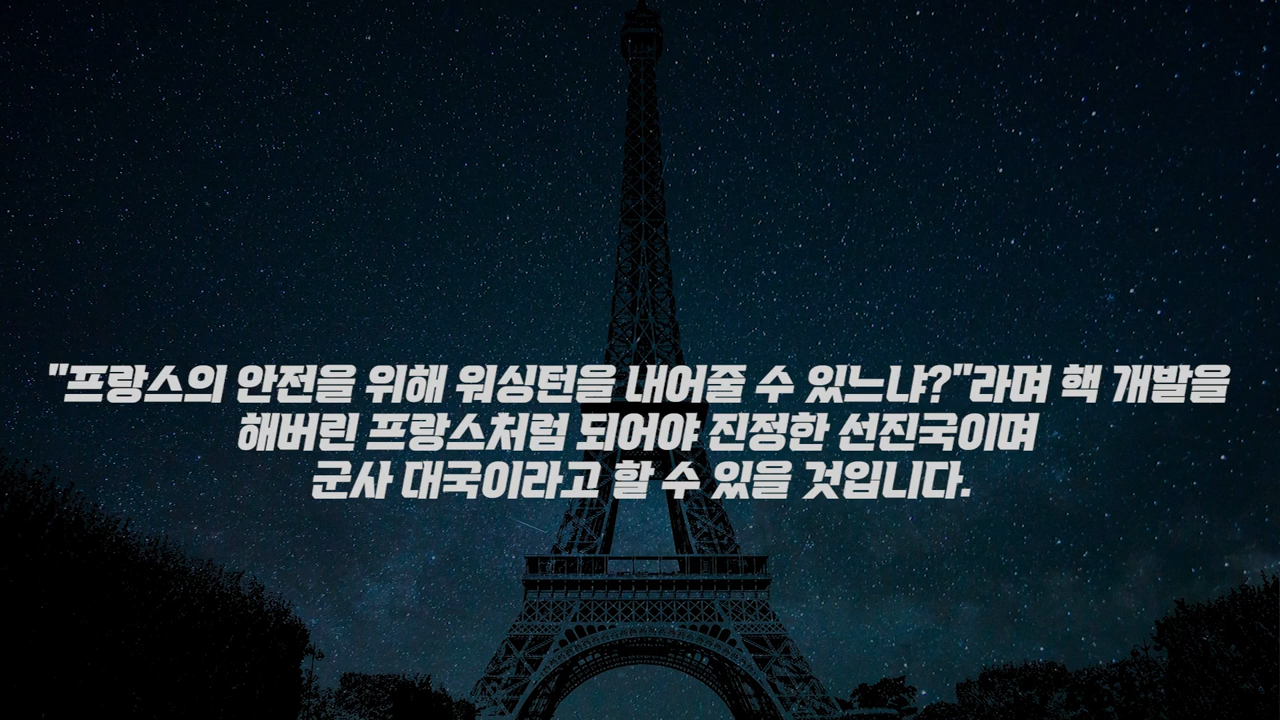 "프랑스의 안전을 위해 워싱턴을 내어줄 수 있느냐?"라며 핵 개발을
해버린 프랑스처럼 되어야 진정한 선진국이며
군사 대국이라고 할 수 있을 것입니다.